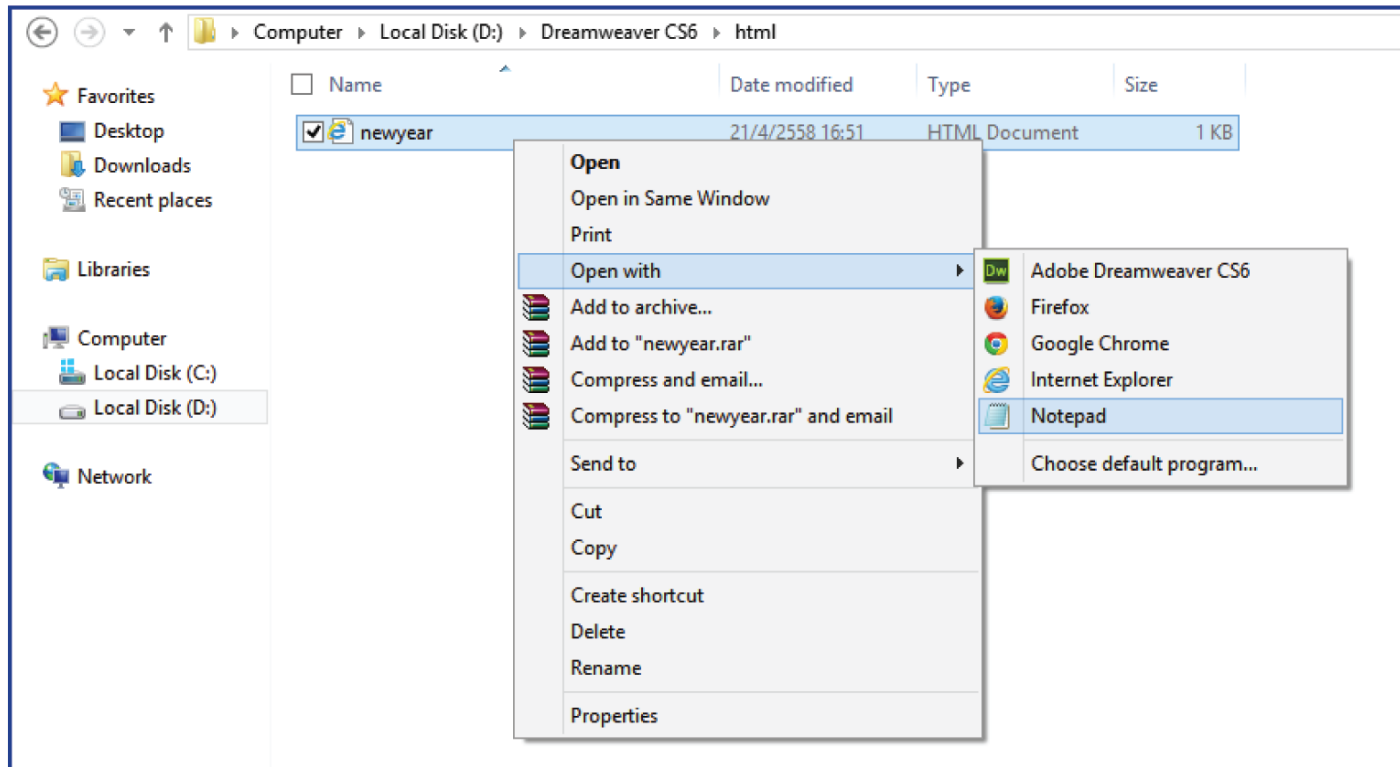 Computer Local Disk (D:) Dreamweaver CS6 html
Favorites
Desktop
Downloads
Recent places
Libraries
Computer
Local Disk (C:)
Local Disk (D:)
Network
Name Date modified Type Size
newyear 21/4/2558 16:51 HTML Document 1 KB
Open
Open in Same Window
Print
Open with
Add to archive...
Add to "newyear.rar"
Compress and email...
Compress to "newyear.rar" and email
Send to
Cut
Copy
Create shortcut
Delete
Rename
Properties
Dw Adobe Dreamweaver CS6
Firefox
Google Chrome
Internet Explorer
Notepad
Choose default program...